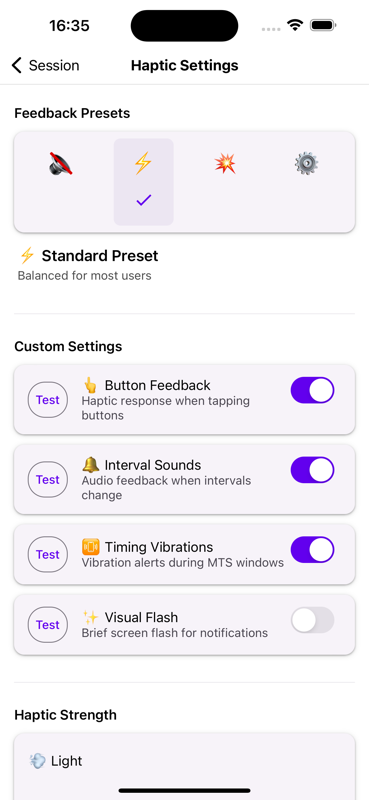 16:35
Session
Haptic Settings
Feedback Presets
⚡ Standard Preset
Balanced for most users
Custom Settings
Test
👆 Button Feedback
Haptic response when tapping
buttons
Test
🔔 Interval Sounds
Audio feedback when intervals
change
Test
📳 Timing Vibrations
Vibration alerts during MTS windows
Test
✨ Visual Flash
Brief screen flash for notifications
Haptic Strength
💨 Light